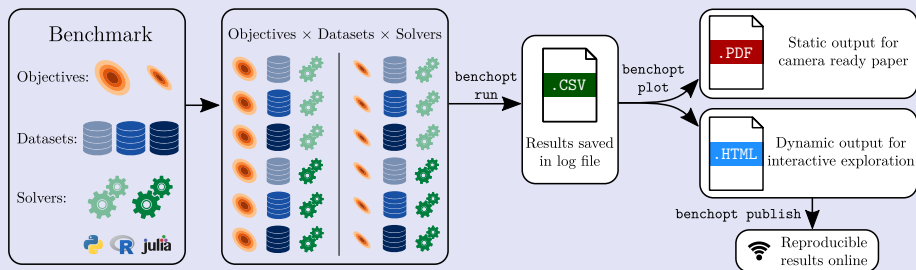 Benchmark
Objectives:
Datasets:
Solvers:
R
julia
Objectives × Datasets × Solvers
benchopt
run
.CSV
Results saved
in log file
benchopt
plot
.PDF
Static output for
camera ready paper
.HTML
Dynamic output for
interactive exploration
benchopt publish
Reproducible
results online